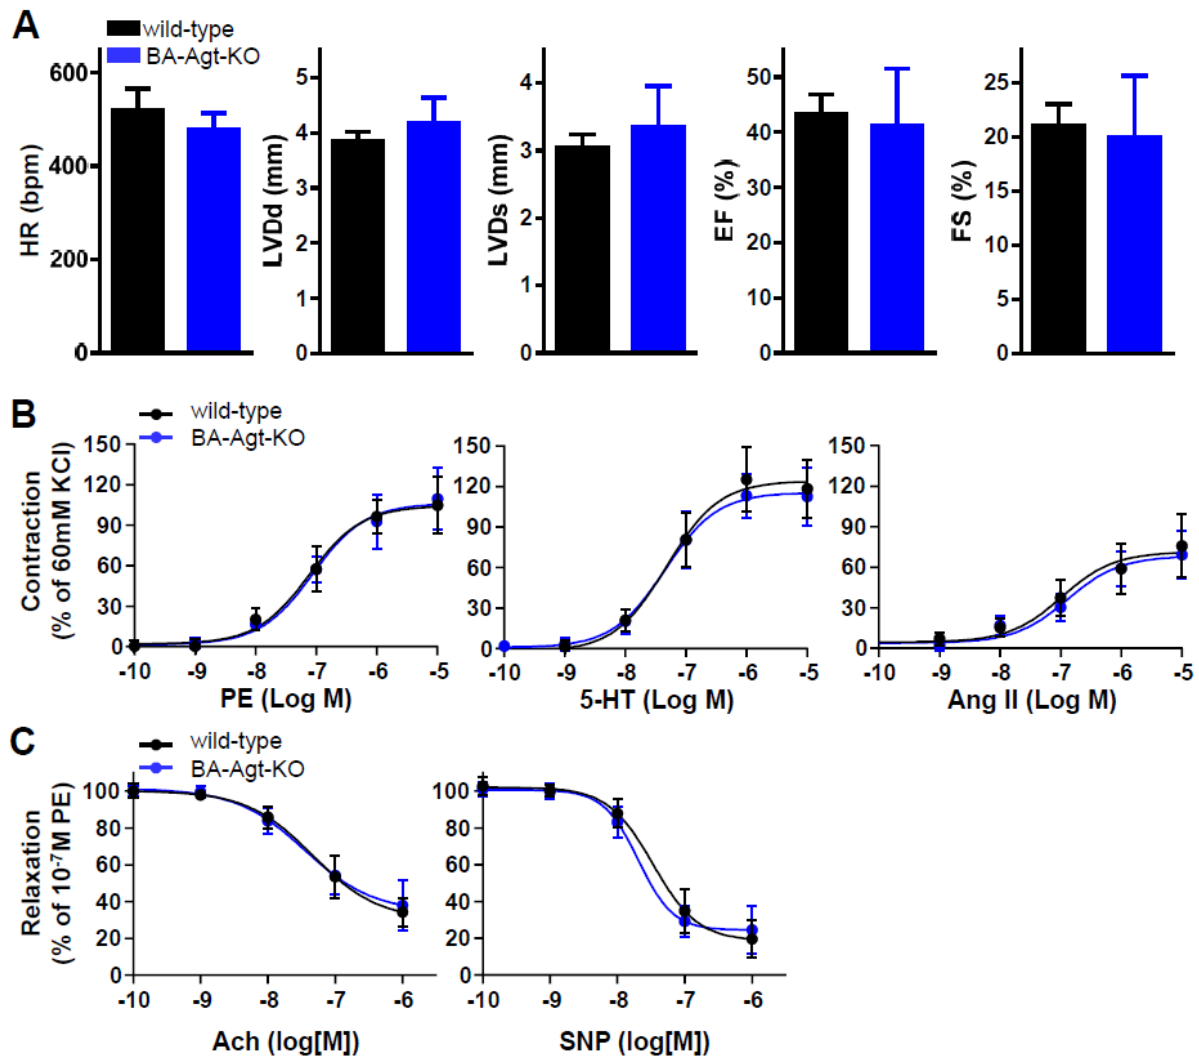 A
wild-type
BA-Agt-KO
HR (bpm)
600
400
200
0
LVDd (mm)
5
4
3
2
1
0
LVDs (mm)
4
3
2
1
0
EF (%)
50
40
30
20
10
0
FS (%)
25
20
15
10
5
0
B
wild-type
BA-Agt-KO
Contraction
(% of 60mM KCl)
150
120
90
60
30
0
-10 -9 -8 -7 -6 -5
PE (Log M)
150
120
90
60
30
0
-10 -9 -8 -7 -6 -5
5-HT (Log M)
150
120
90
60
30
0
-10 -9 -8 -7 -6 -5
Ang II (Log M)
C
wild-type
BA-Agt-KO
Relaxation
(% of 10⁻⁷M PE)
100
80
60
40
20
0
-10 -9 -8 -7 -6
Ach (log[M])
100
80
60
40
20
0
-10 -9 -8 -7 -6
SNP (log[M])